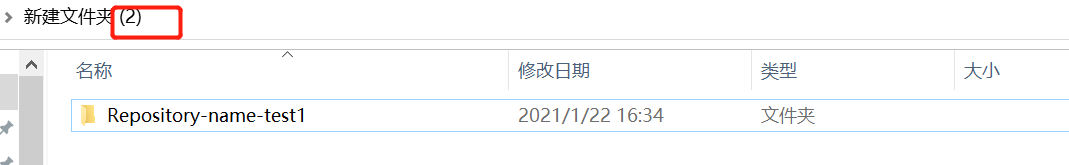 新建文件夹 (2)
名称 修改日期 类型 大小
Repository-name-test1 2021/1/22 16:34 文件夹